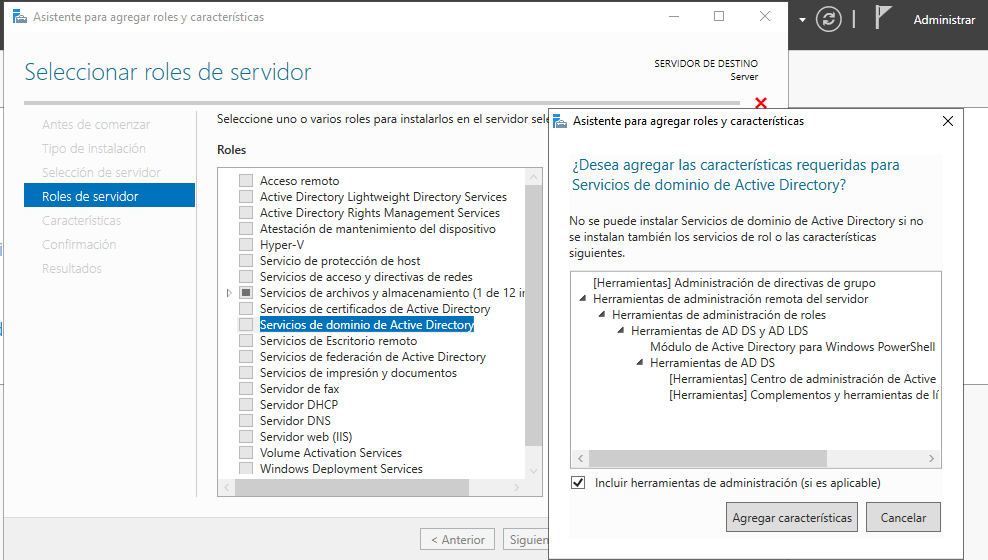 Asistente para agregar roles y características
Administrar
Seleccionar roles de servidor
SERVIDOR DE DESTINO
Server
Antes de comenzar
Tipo de instalación
Selección de servidor
Roles de servidor
Características
Confirmación
Resultados
Seleccione uno o varios roles para instalarlos en el servidor
Roles
Acceso remoto
Active Directory Lightweight Directory Services
Active Directory Rights Management Services
Atestación de mantenimiento del dispositivo
Hyper-V
Servicio de protección de host
Servicios de acceso y directivas de redes
Servicios de archivos y almacenamiento (1 de 12
Servicios de certificados de Active Directory
Servicios de dominio de Active Directory
Servicios de Escritorio remoto
Servicios de federación de Active Directory
Servicios de impresión y documentos
Servidor de fax
Servidor DHCP
Servidor DNS
Servidor web (IIS)
Volume Activation Services
Windows Deployment Services
< Anterior
Siguien
Asistente para agregar roles y características
¿Desea agregar las características requeridas para
Servicios de dominio de Active Directory?
No se puede instalar Servicios de dominio de Active Directory si no
se instalan también los servicios de rol o las características
siguientes.
[Herramientas] Administración de directivas de grupo
Herramientas de administración remota del servidor
Herramientas de administración de roles
Herramientas de AD DS y AD LDS
Módulo de Active Directory para Windows PowerShell
Herramientas de AD DS
[Herramientas] Centro de administración de Active
[Herramientas] Complementos y herramientas de lí
Incluir herramientas de administración (si es aplicable)
Agregar características
Cancelar